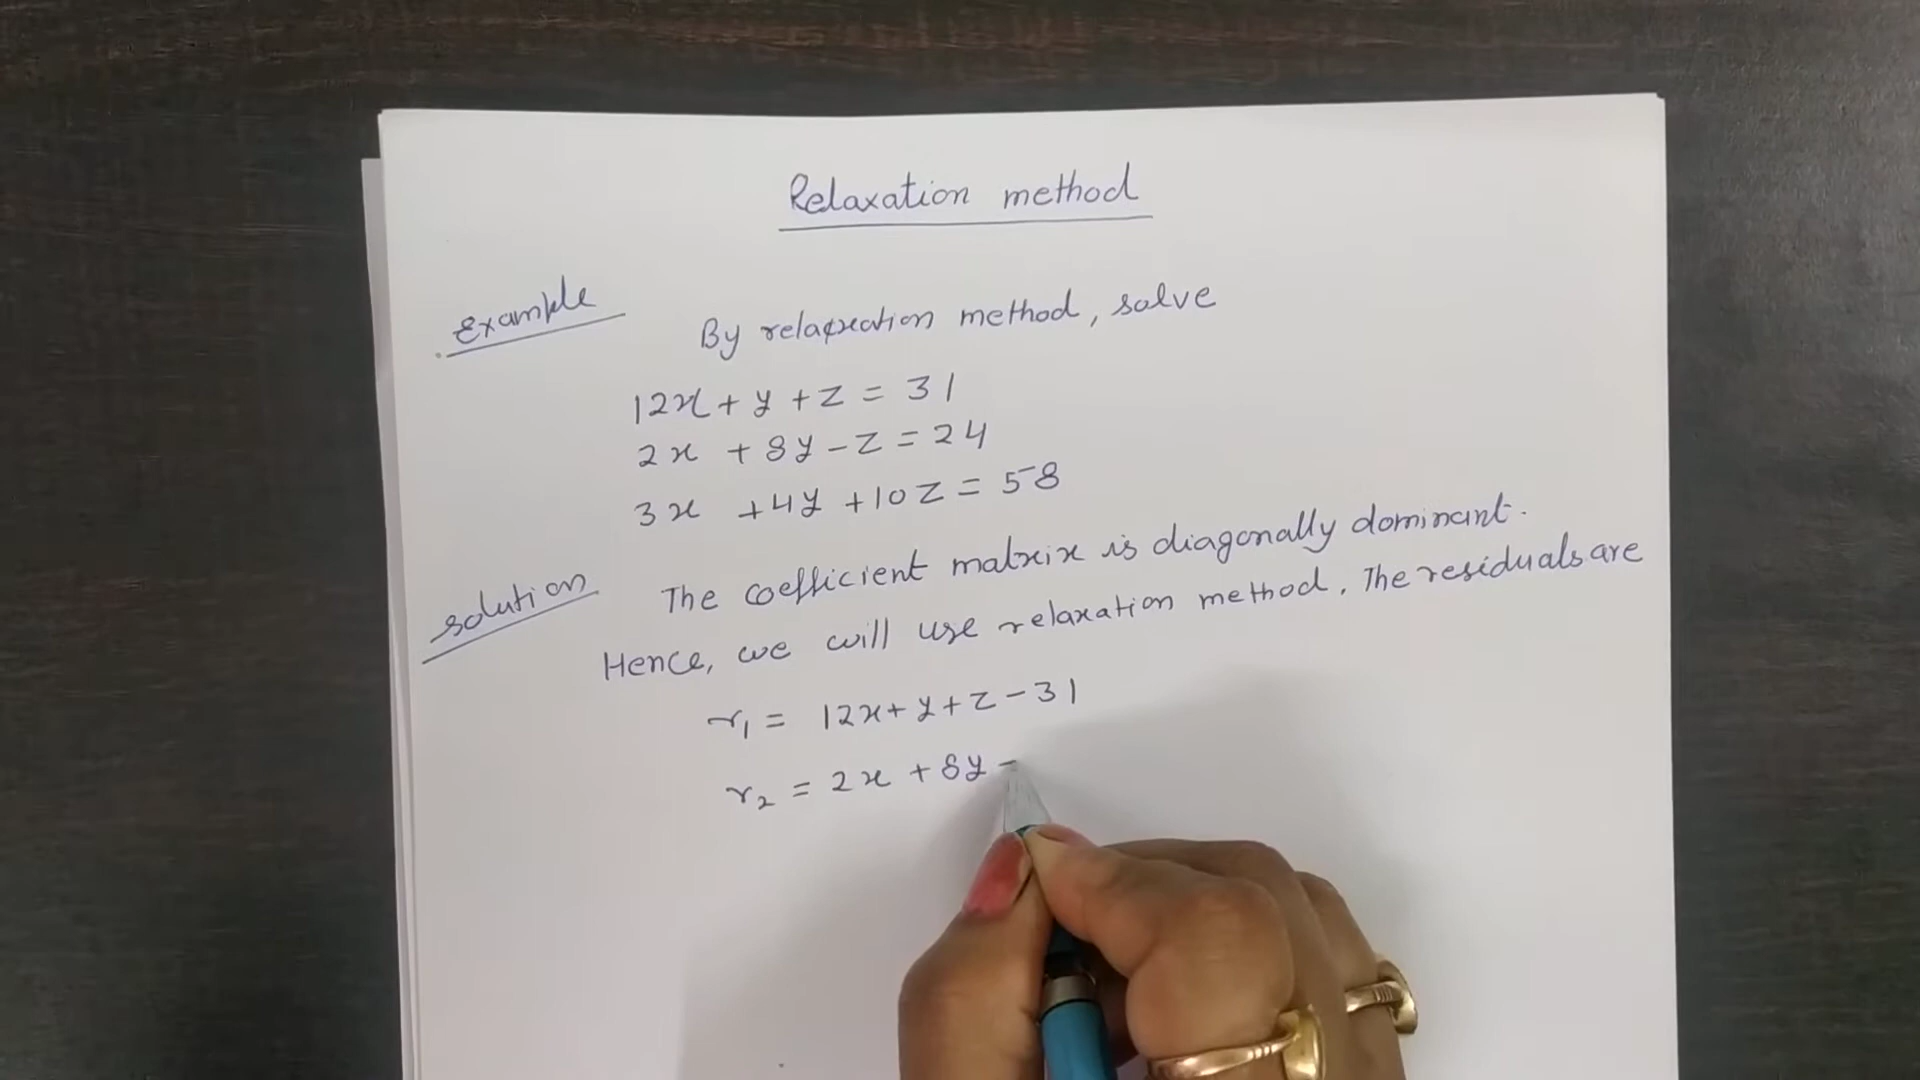 Relaxation method
Example
By relaxation method, solve
12x + y + z = 31
2x + 8y - z = 24
3x + 4y + 10z = 58
solution
The coefficient matrix is diagonally dominant.
Hence, we will use relaxation method. The residuals are
r₁ = 12x + y + z - 31
r₂ = 2x + 8y -